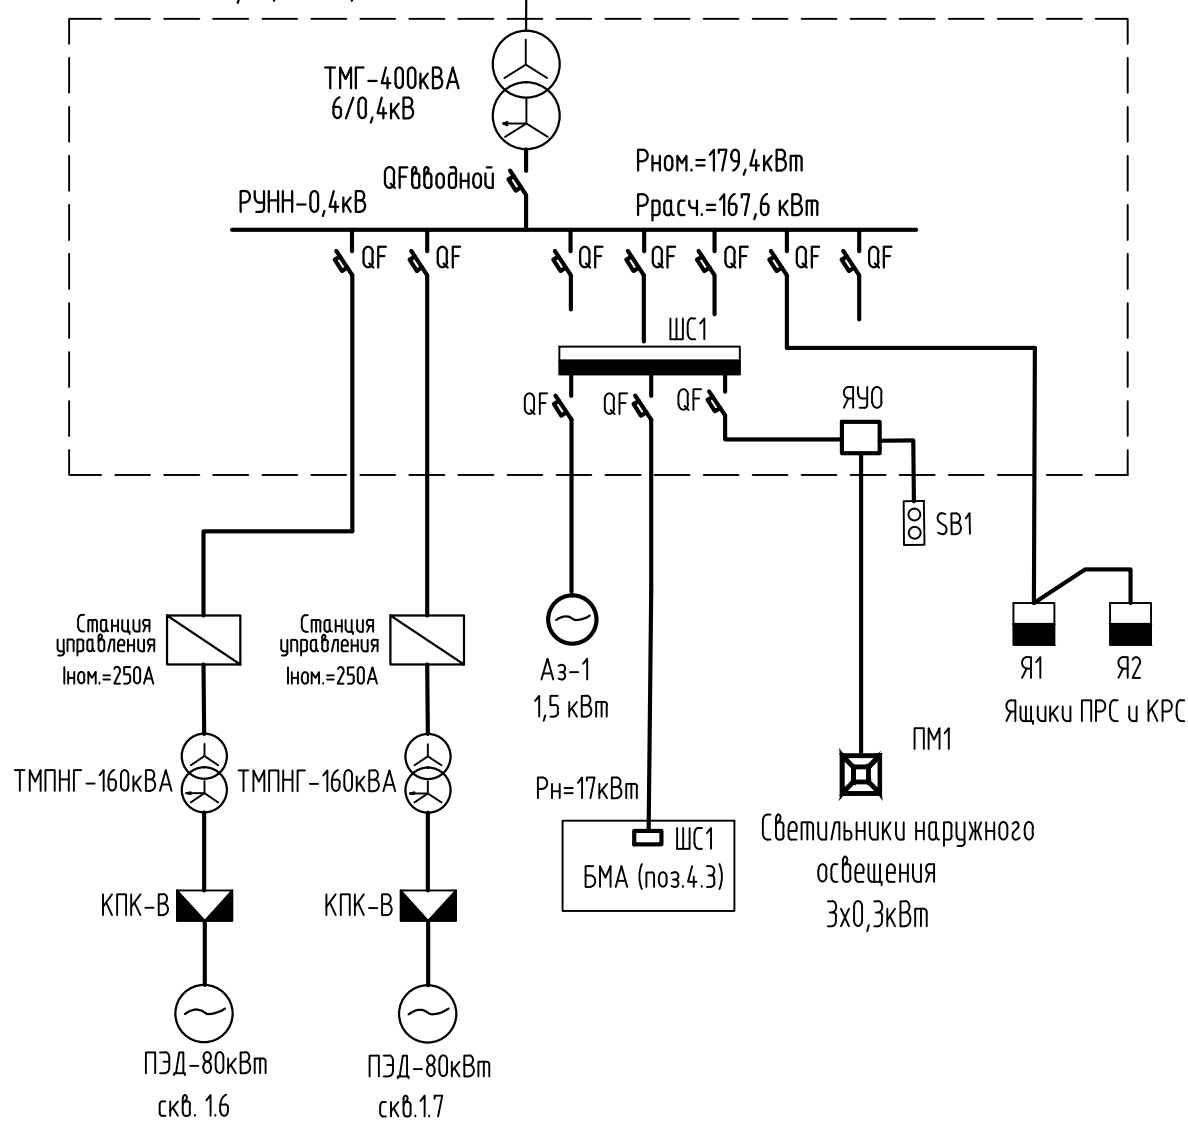 ТМГ-400кВА
6/0,4кВ
QFвводной
Рном.=179,4кВт
Ррасч.=167,6 кВт
РУНН-0,4кВ
QF
QF
QF
QF
QF
QF
QF
ШС1
QF
QF
QF
ЯУО
SB1
Станция
управления
Iном.=250А
Станция
управления
Iном.=250А
Аз-1
1,5 кВт
Я1
Я2
Ящики ПРС и КРС
ПМ1
ТМПНГ-160кВА
ТМПНГ-160кВА
Рн=17кВт
ШС1
БМА (поз.4.3)
Светильники наружного
освещения
3х0,3кВт
КПК-В
КПК-В
ПЭД-80кВт
скв. 1.6
ПЭД-80кВт
скв.1.7